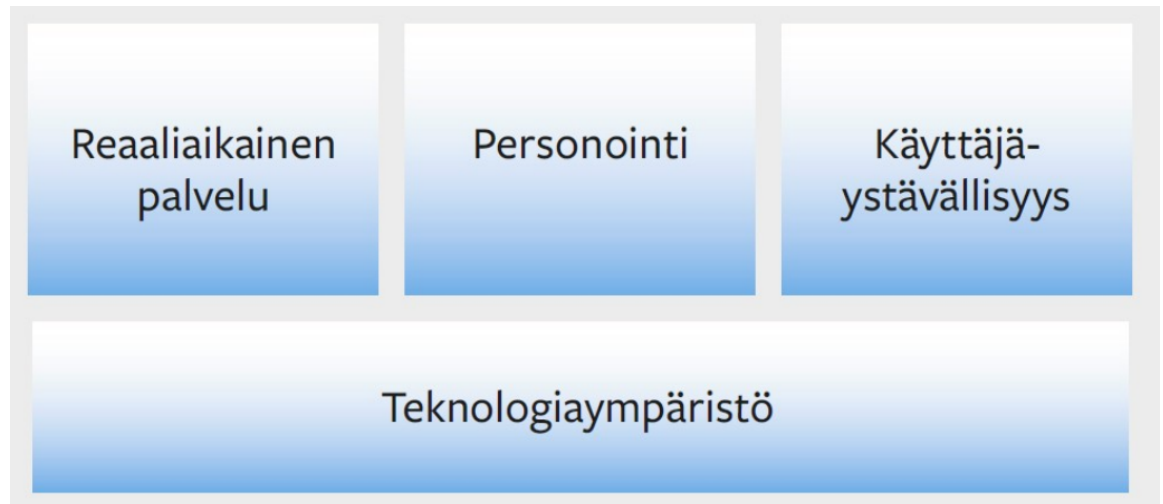 Reaaliaikainen
palvelu
Personointi
Käyttäjä-
ystävällisyys
Teknologiaympäristö